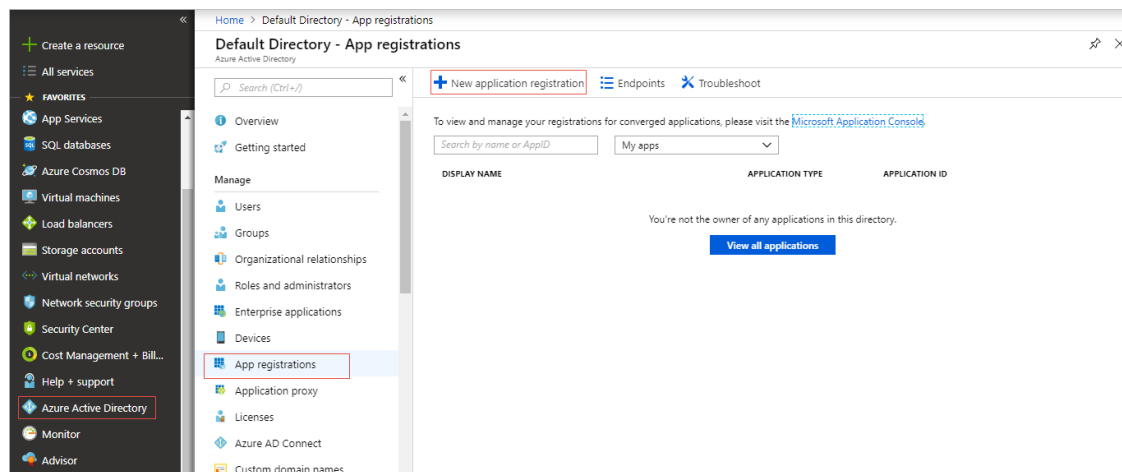 «
Create a resource
All services
FAVORITES
App Services
SQL databases
Azure Cosmos DB
Virtual machines
Load balancers
Storage accounts
Virtual networks
Network security groups
Security Center
Cost Management + Bill...
Help + support
Azure Active Directory
Monitor
Advisor
Home > Default Directory - App registrations
Default Directory - App registrations
Azure Active Directory
Search (Ctrl+/)
«
Overview
Getting started
Manage
Users
Groups
Organizational relationships
Roles and administrators
Enterprise applications
Devices
App registrations
Application proxy
Licenses
Azure AD Connect
Custom domain names
New application registration Endpoints Troubleshoot
To view and manage your registrations for converged applications, please visit the Microsoft Application Console.
Search by name or AppID My apps
DISPLAY NAME APPLICATION TYPE APPLICATION ID
You're not the owner of any applications in this directory.
View all applications